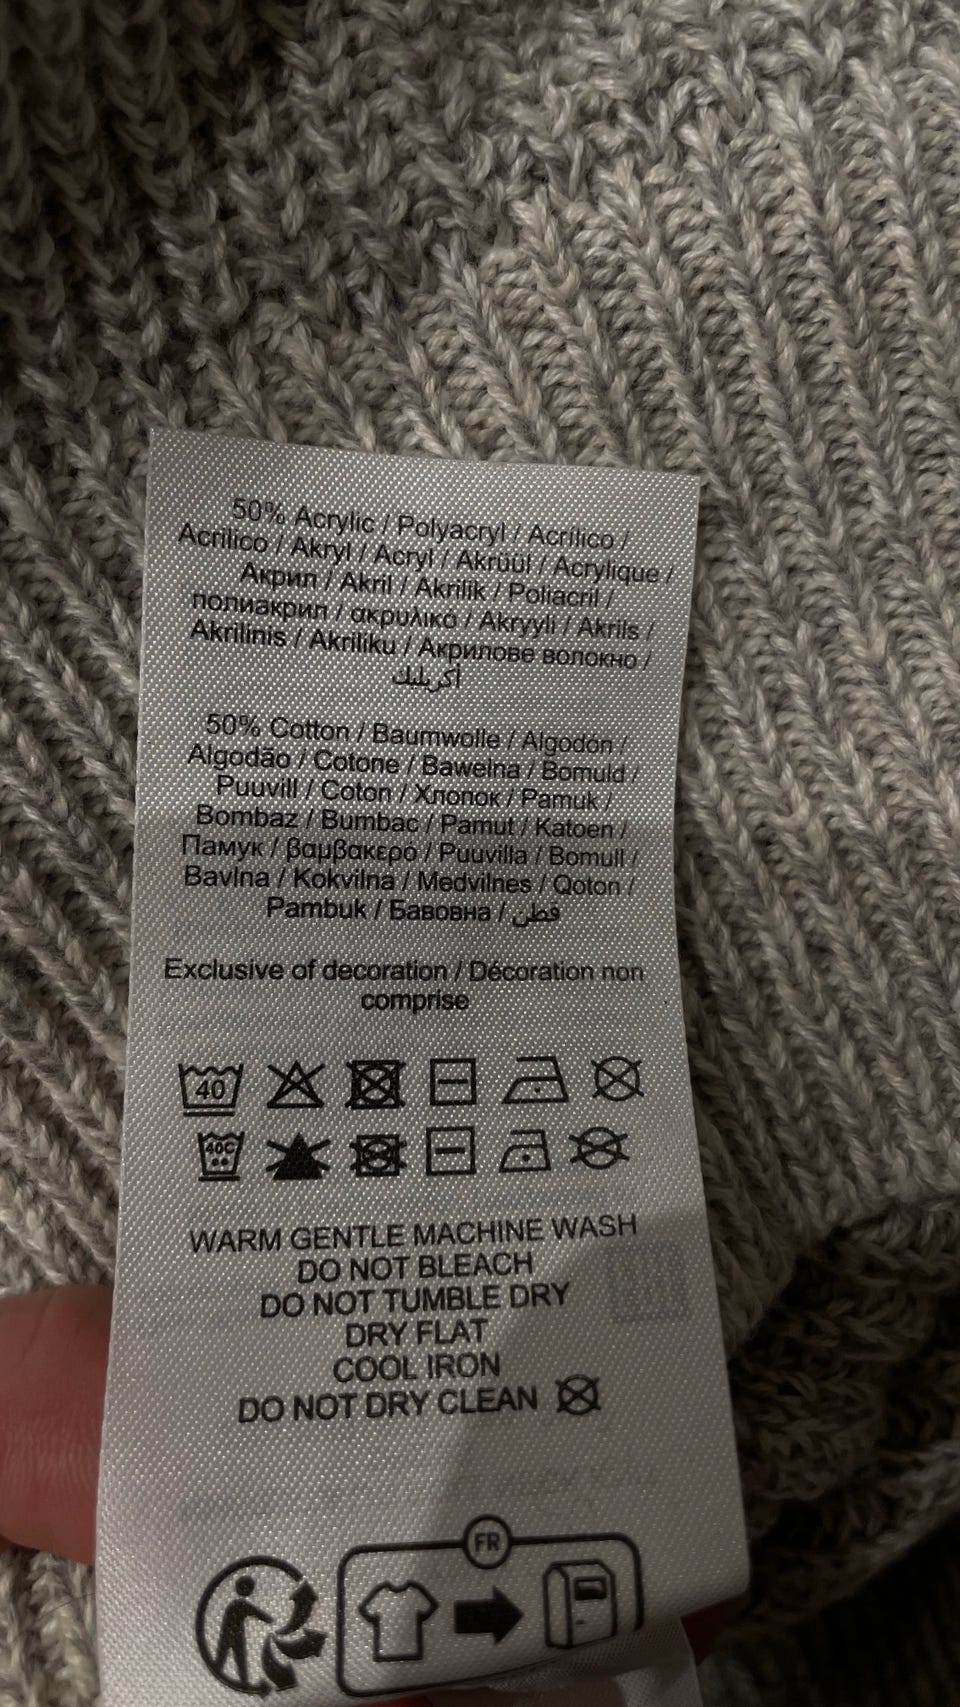 50% Acrylic / Polyacryl / Acrílico /
Acrilico / Akryl / Acryl / Akrüül / Acrylique /
Акрил / Akril / Akrilik / Poliacril /
полиакрил / ακρυλικό / Akryyli / Akrils /
Akrilinis / Akriliku / Акрилове волокно /
أكريليك
50% Cotton / Baumwolle / Algodón /
Algodão / Cotone / Bawełna / Bomuld /
Puuvill / Coton / Хлопок / Pamuk /
Bombaz / Bumbac / Pamut / Katoen /
Памук / βαμβακερό / Puuvilla / Bomull /
Bavlna / Kokvilna / Medvilnes / Qoton /
Pambuk / Бавовна / قطن
Exclusive of decoration / Décoration non
comprise
40
40C
WARM GENTLE MACHINE WASH
DO NOT BLEACH
DO NOT TUMBLE DRY
DRY FLAT
COOL IRON
DO NOT DRY CLEAN
FR